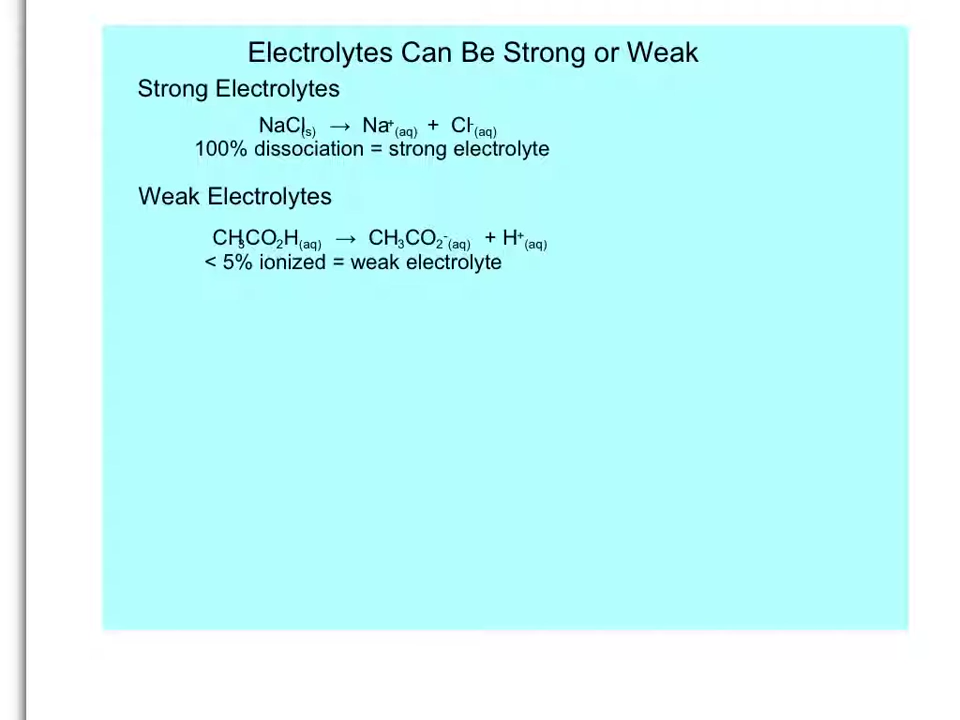 Electrolytes Can Be Strong or Weak
Strong Electrolytes
NaCl(s) → Na⁺(aq) + Cl⁻(aq)
100% dissociation = strong electrolyte
Weak Electrolytes
CH₃CO₂H(aq) → CH₃CO₂⁻(aq) + H⁺(aq)
< 5% ionized = weak electrolyte